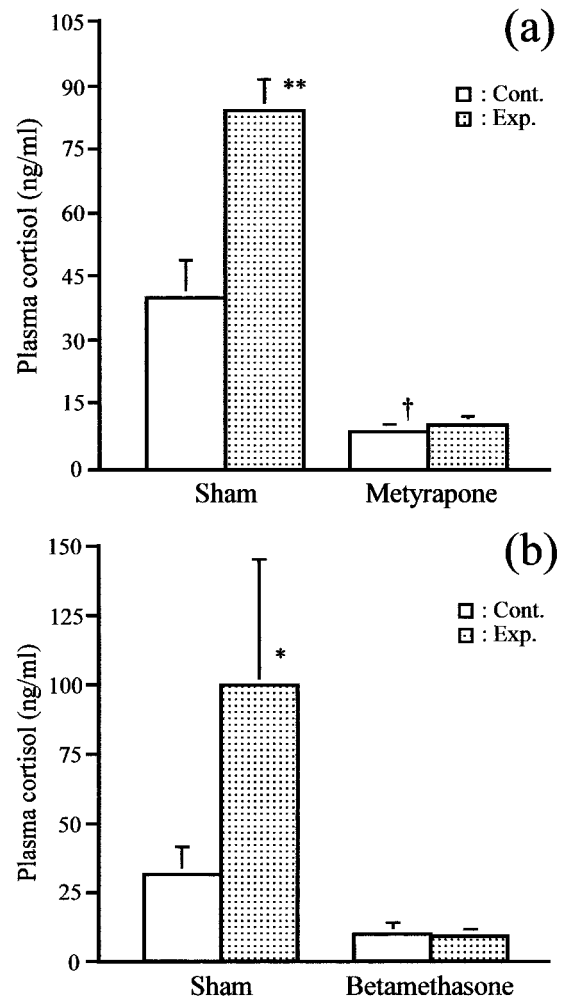 (a)
Plasma cortisol (ng/ml)
105
90
75
60
45
30
15
0
**
†
: Cont.
: Exp.
Sham Metyrapone
(b)
Plasma cortisol (ng/ml)
150
125
100
75
50
25
0
*
: Cont.
: Exp.
Sham Betamethasone